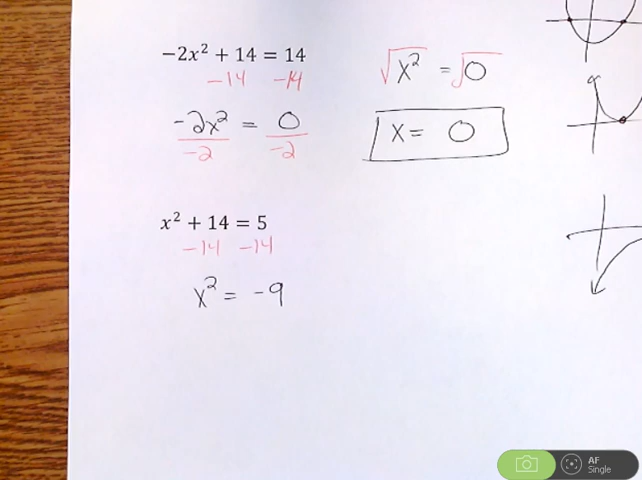 −2x² + 14 = 14
−14 −14
−2x² = 0
−2 −2
√x² = √0
x = 0
x² + 14 = 5
−14 −14
x² = −9
AF
Single